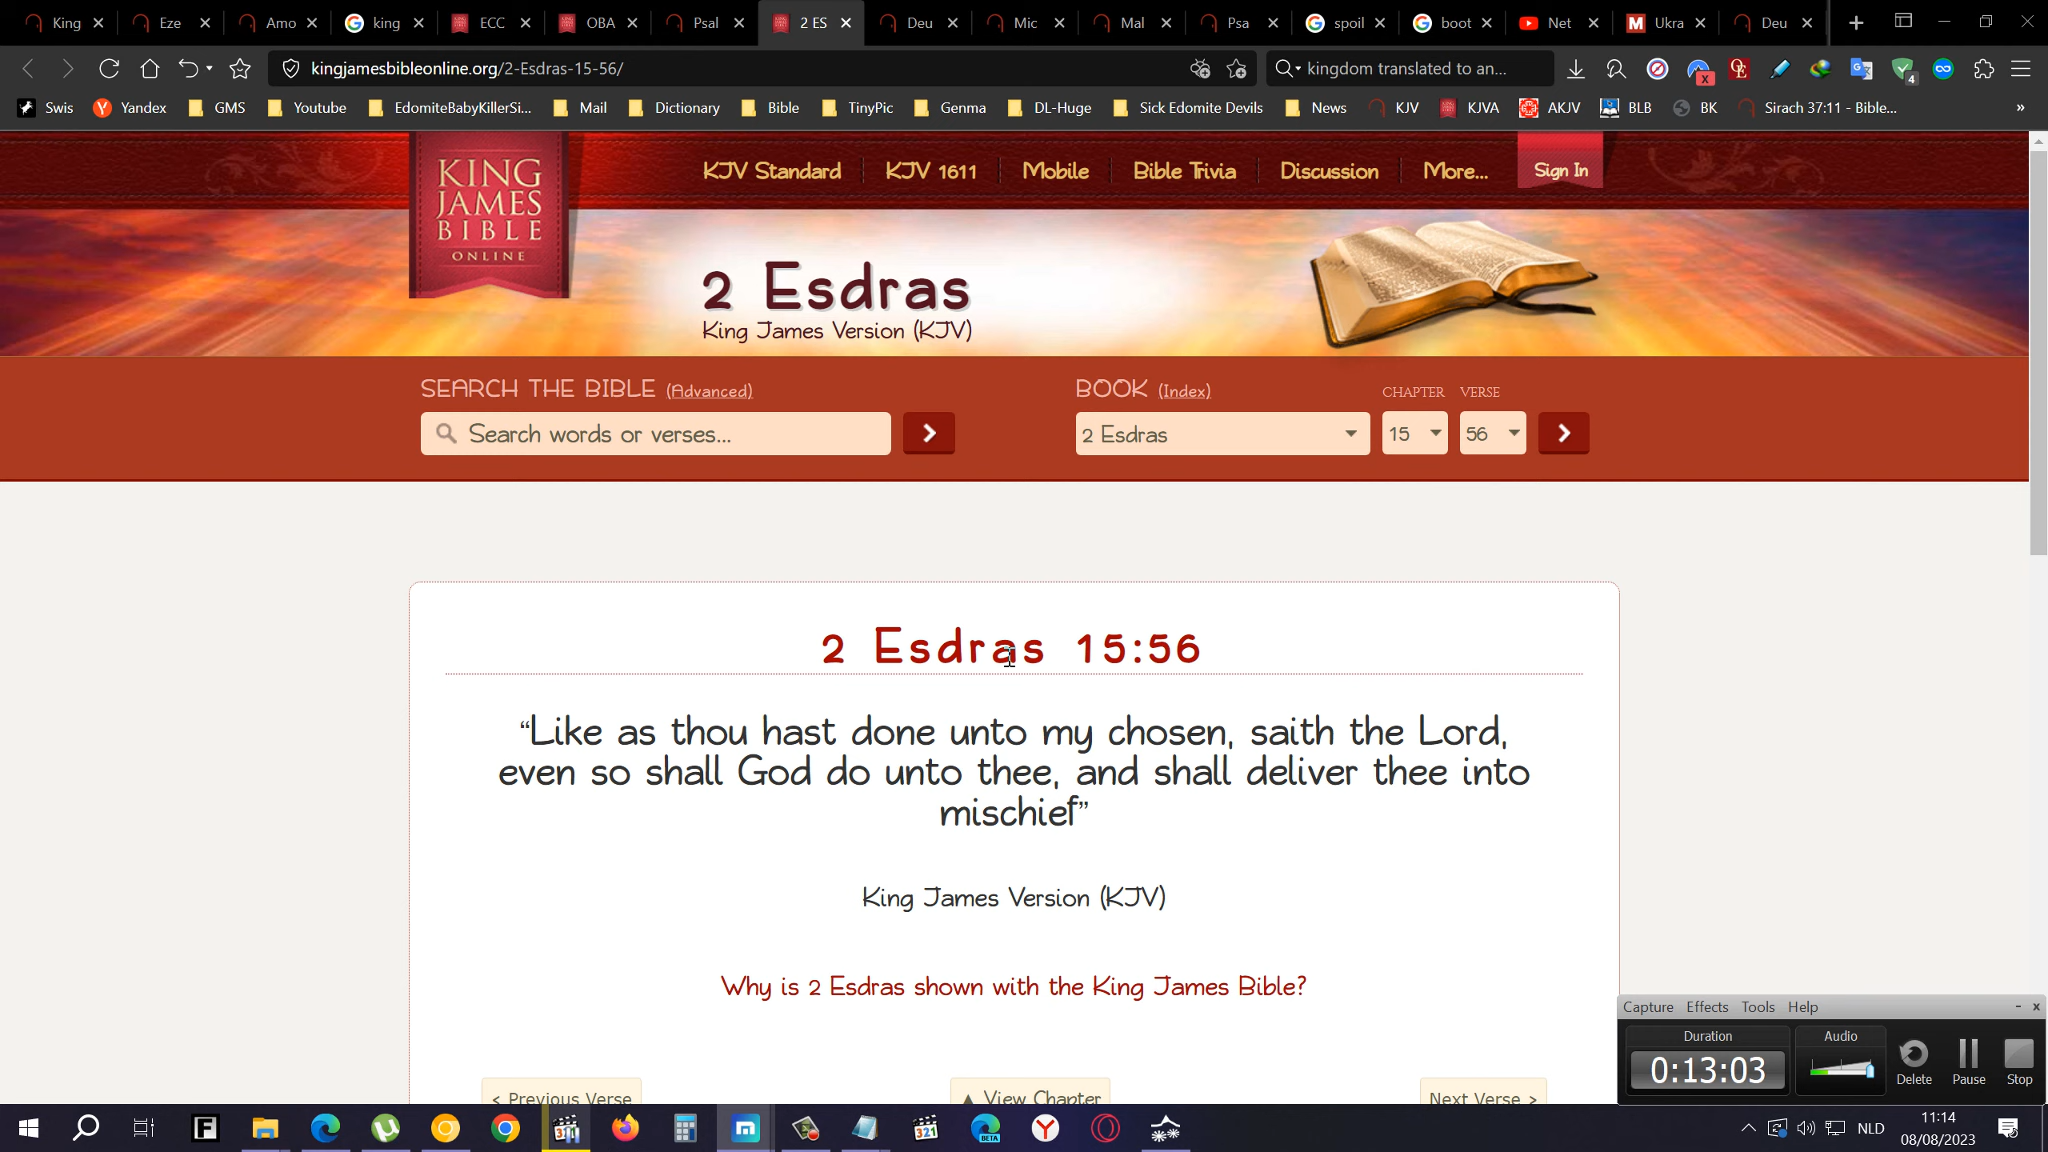 King Eze Amo king ECC OBA Psal 2 ES Deu Mic Mal Psa spoil boot Net Ukra Deu
kingjamesbibleonline.org/2-Esdras-15-56/ kingdom translated to an... 4
Swis Yandex GMS Youtube EdomiteBabyKillerSi... Mail Dictionary Bible TinyPic Genma DL-Huge Sick Edomite Devils News KJV KJVA AKJV BLB BK Sirach 37:11 - Bible... »
KING
JAMES
BIBLE
ONLINE
KJV Standard KJV 1611 Mobile Bible Trivia Discussion More... Sign In
2 Esdras
King James Version (KJV)
SEARCH THE BIBLE (Advanced) BOOK (Index) CHAPTER VERSE
Search words or verses... 2 Esdras 15 56
2 Esdras 15:56
“Like as thou hast done unto my chosen, saith the Lord,
even so shall God do unto thee, and shall deliver thee into
mischief”
King James Version (KJV)
Why is 2 Esdras shown with the King James Bible?
< Previous Verse ▲ View Chapter Next Verse >
Capture Effects Tools Help
Duration Audio
0:13:03 Delete Pause Stop
NLD 11:14
08/08/2023